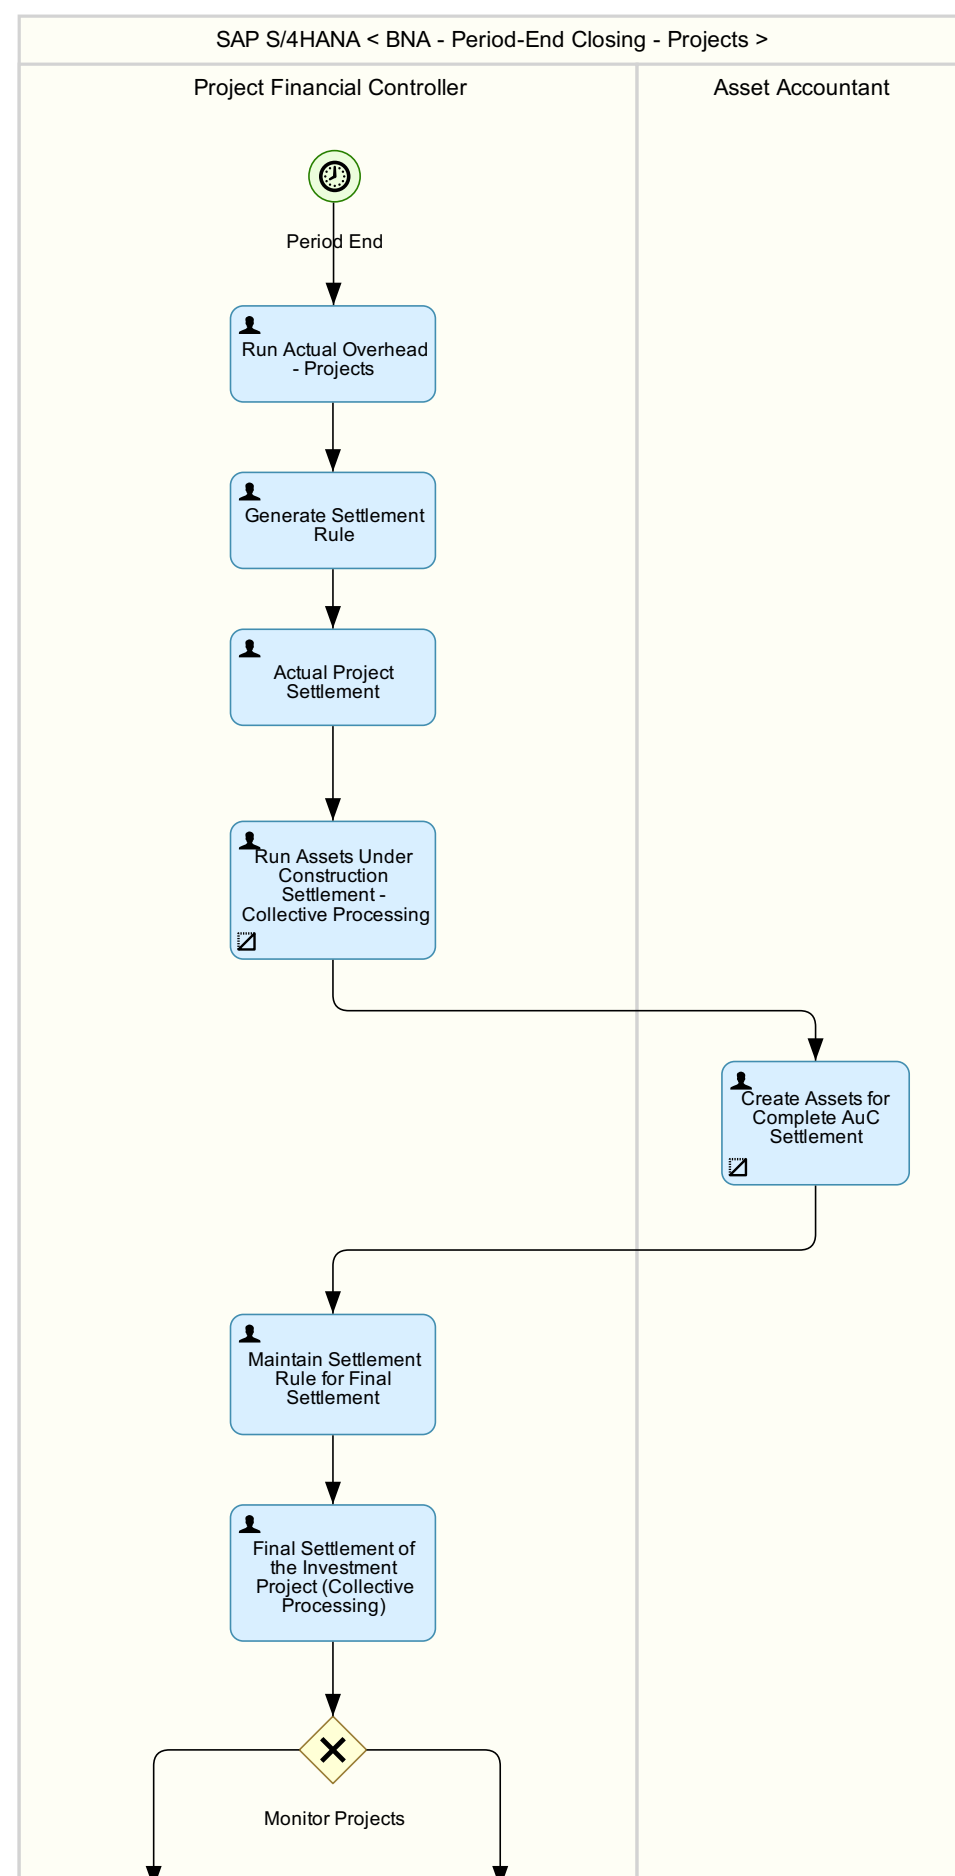 SAP S/4HANA < BNA - Period-End Closing - Projects >
Project Financial Controller
Asset Accountant
Period End
Run Actual Overhead
- Projects
Generate Settlement
Rule
Actual Project
Settlement
Run Assets Under
Construction
Settlement -
Collective Processing
Create Assets for
Complete AuC
Settlement
Maintain Settlement
Rule for Final
Settlement
Final Settlement of
the Investment
Project (Collective
Processing)
Monitor Projects